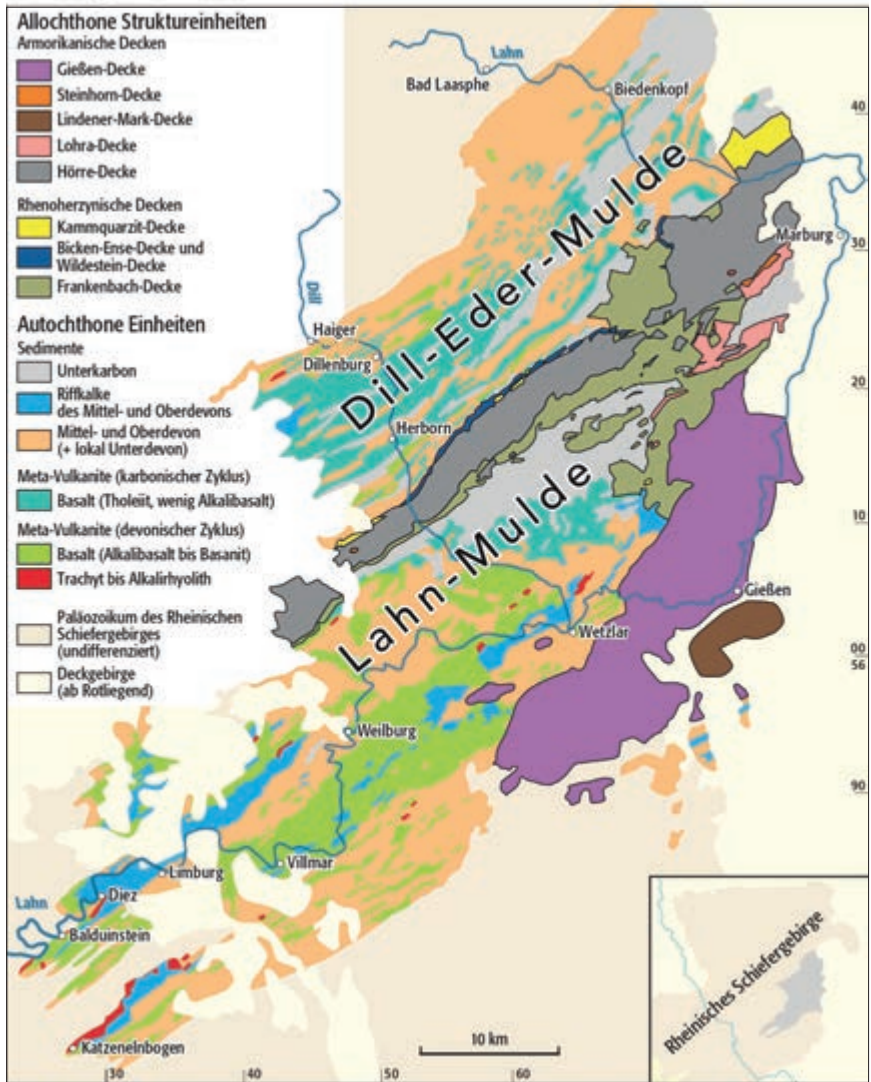 Allochthone Struktureinheiten
Armorikanische Decken
Gießen-Decke
Steinhorn-Decke
Lindener-Mark-Decke
Lohra-Decke
Hörre-Decke
Rhenoherzynische Decken
Kammquarzit-Decke
Bicken-Ense-Decke und
Wildestein-Decke
Frankenbach-Decke
Autochthone Einheiten
Sedimente
Unterkarbon
Riffkalke
des Mittel- und Oberdevons
Mittel- und Oberdevon
(+ lokal Unterdevon)
Meta-Vulkanite (karbonischer Zyklus)
Basalt (Tholeiit, wenig Alkalibasalt)
Meta-Vulkanite (devonischer Zyklus)
Basalt (Alkalibasalt bis Basanit)
Trachyt bis Alkalirhyolith
Paläozoikum des Rheinischen
Schiefergebirges
(undifferenziert)
Deckgebirge
(ab Rotliegend)
Lahn
Bad Laasphe
Biedenkopf
40
Marburg
30
Dill
Haiger
Dillenburg
Dill-Eder-Mulde
20
Herborn
10
Lahn-Mulde
Gießen
Wetzlar
00
56
Weilburg
90
Villmar
Limburg
Diez
Lahn
Balduinstein
Katzenelnbogen
10 km
Rheinisches Schiefergebirge
30
40
50
60